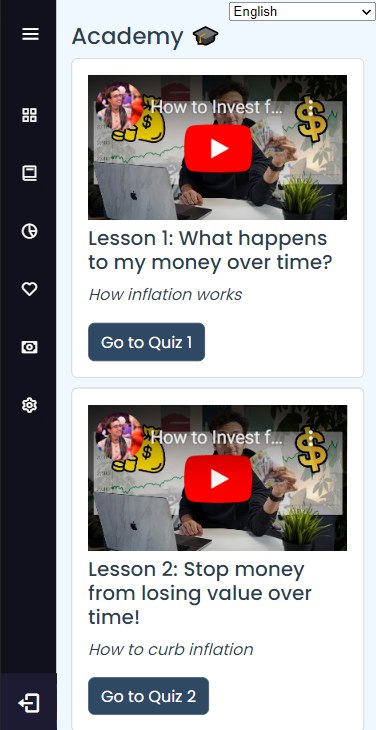 English
Academy 🎓
How to Invest f...
Lesson 1: What happens
to my money over time?
How inflation works
Go to Quiz 1
How to Invest f...
Lesson 2: Stop money
from losing value over
time!
How to curb inflation
Go to Quiz 2